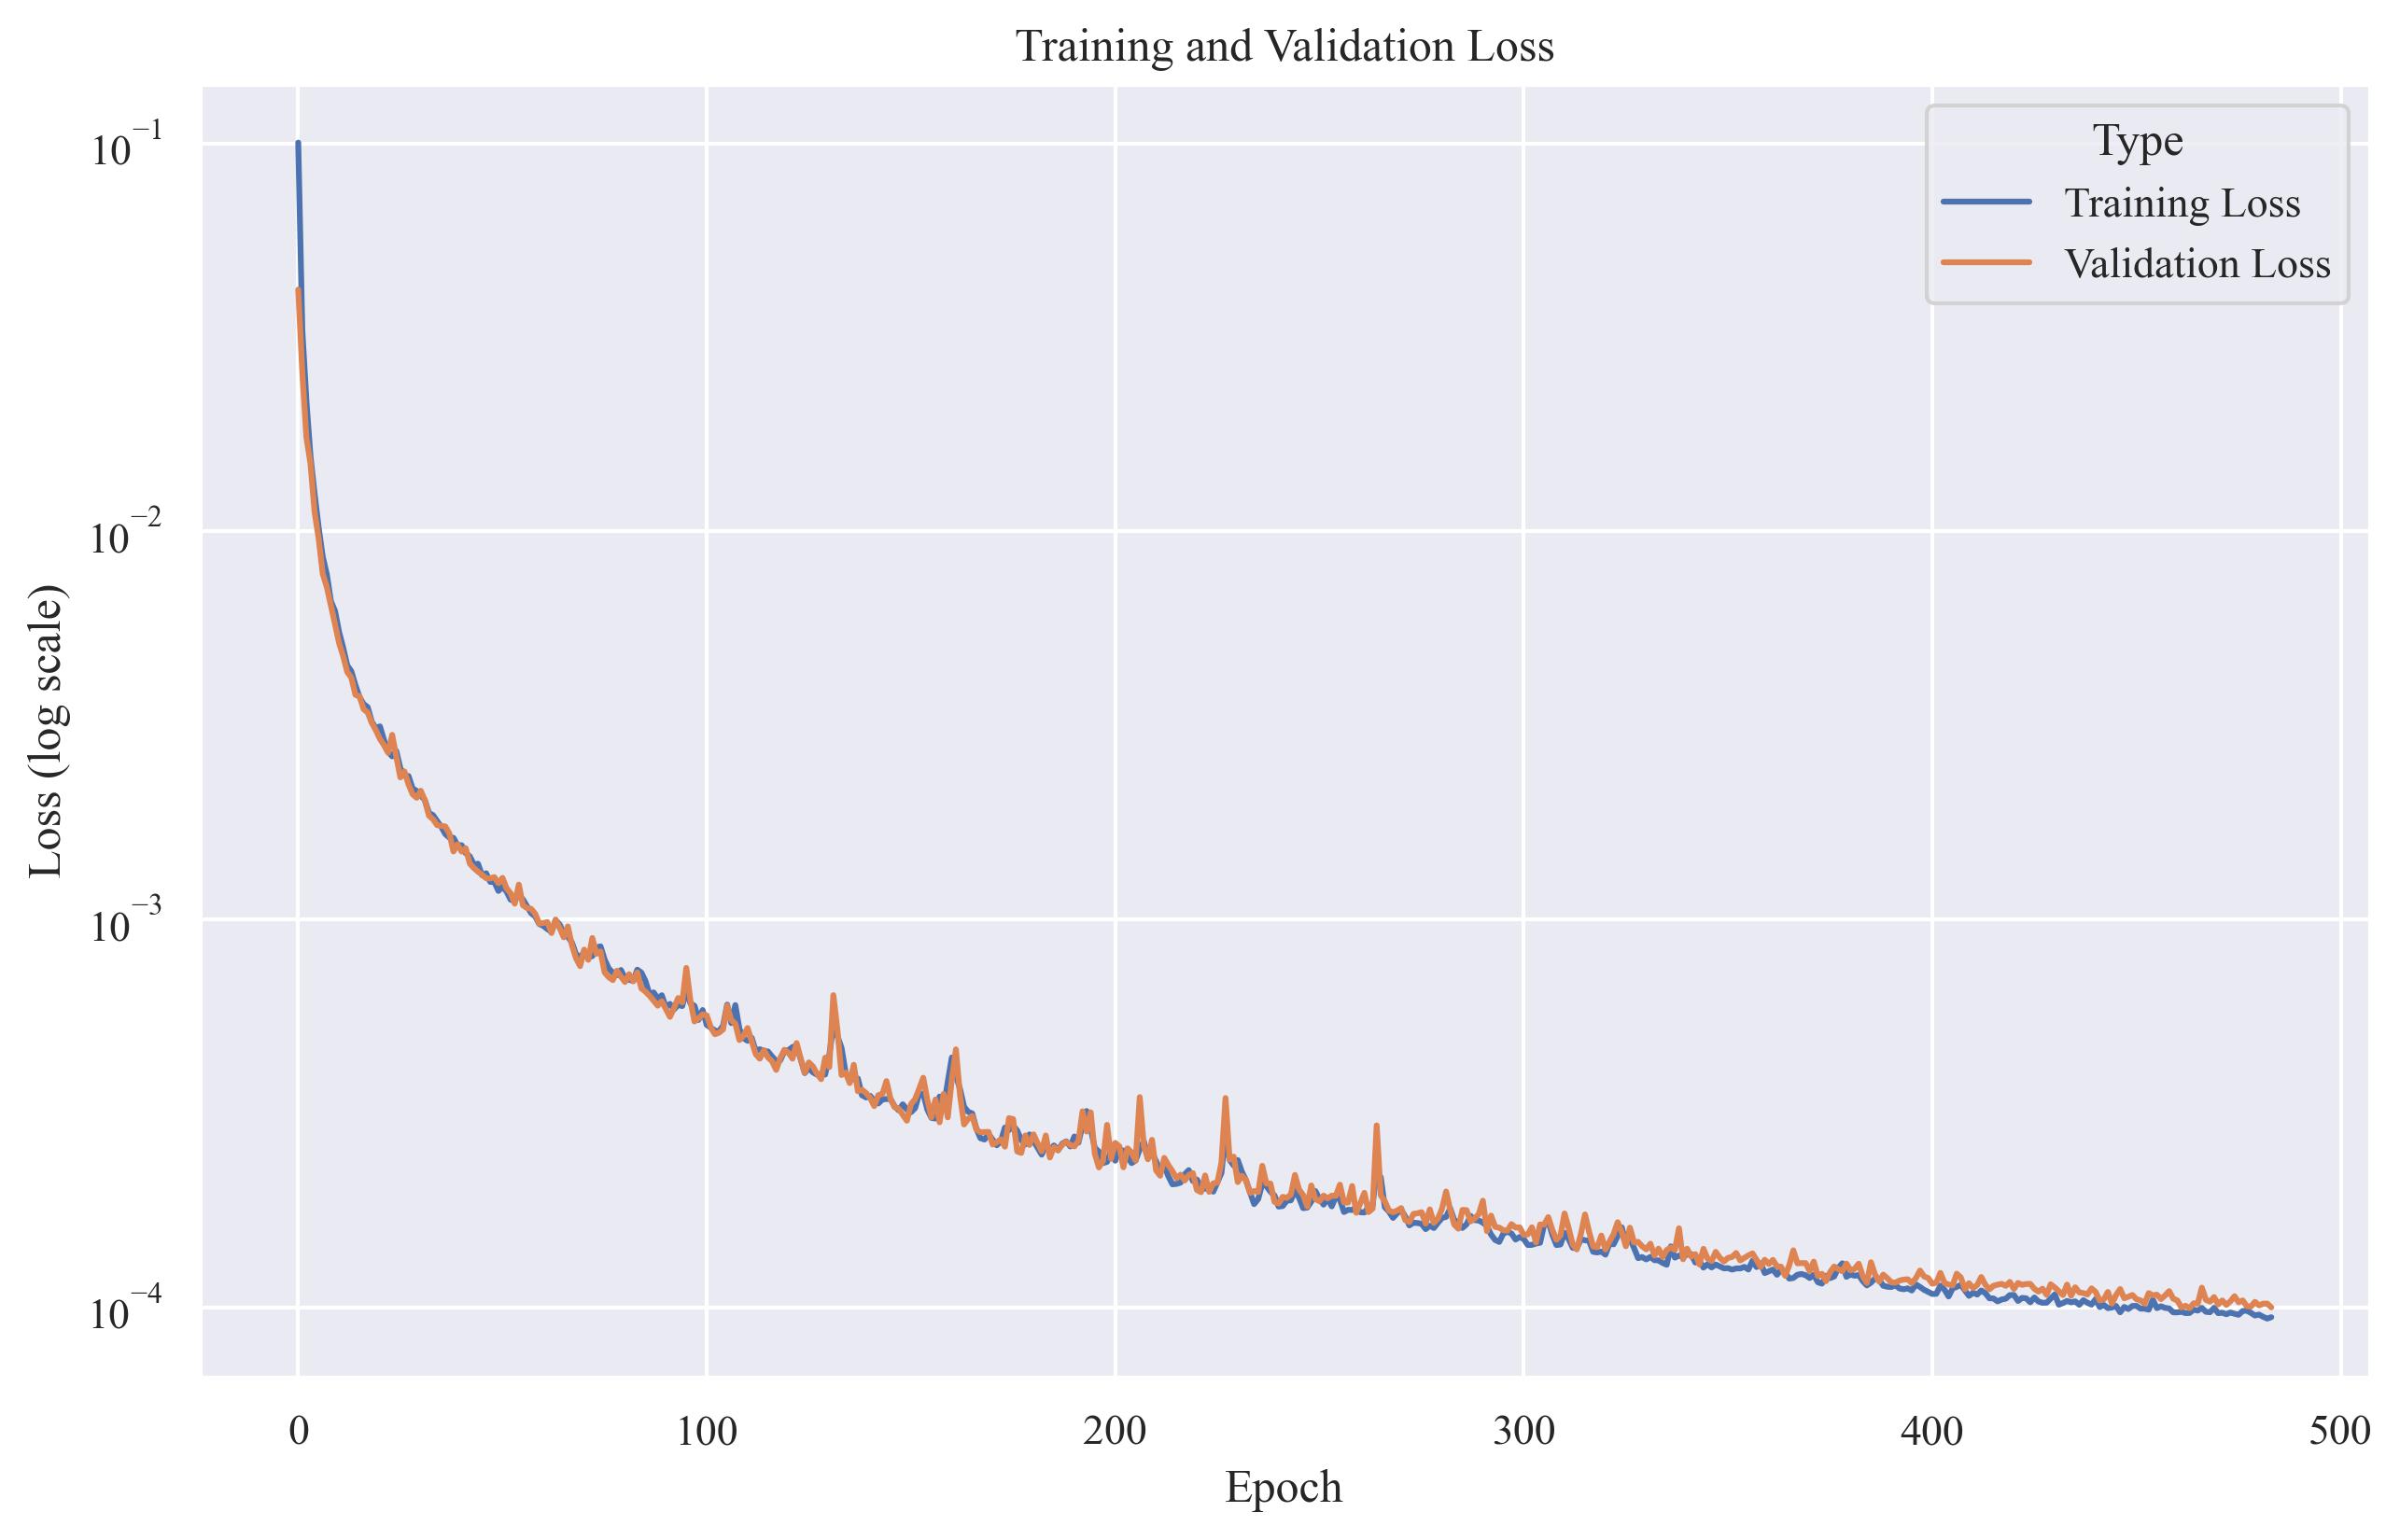 Training and Validation Loss
Type
Training Loss
Validation Loss
Loss (log scale)
10⁻¹
10⁻²
10⁻³
10⁻⁴
0 100 200 300 400 500
Epoch